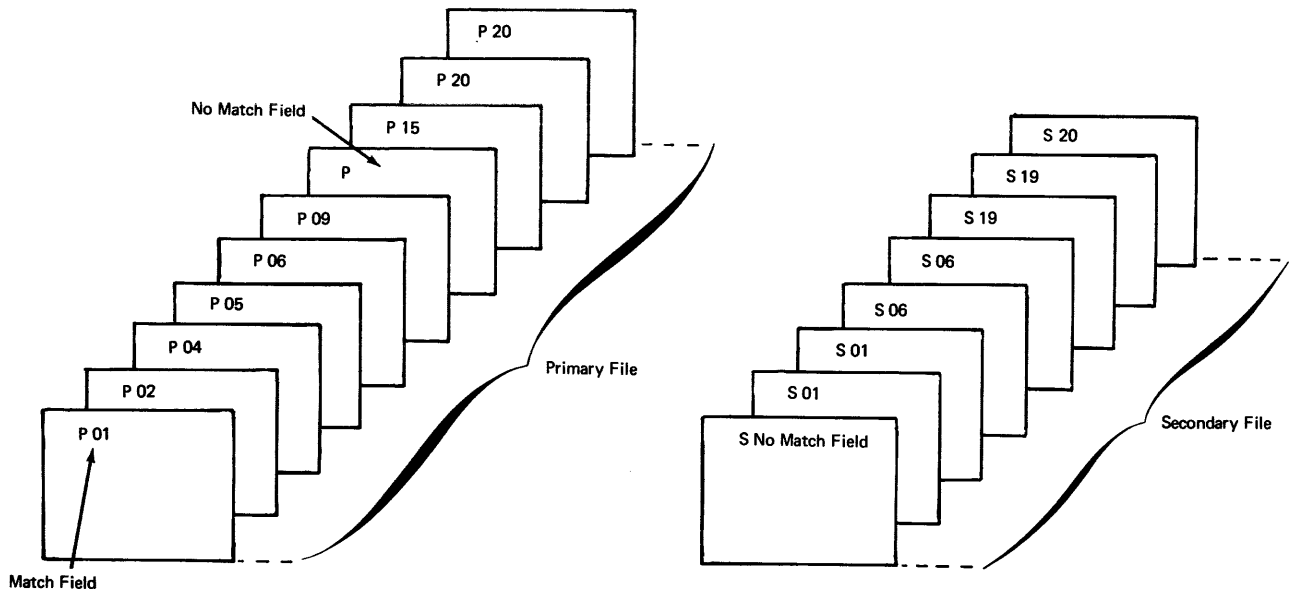 P 20
P 20
No Match Field
P 15
P
P 09
P 06
P 05
P 04
P 02
P 01
Match Field
Primary File
S 20
S 19
S 19
S 06
S 06
S 01
S 01
S No Match Field
Secondary File